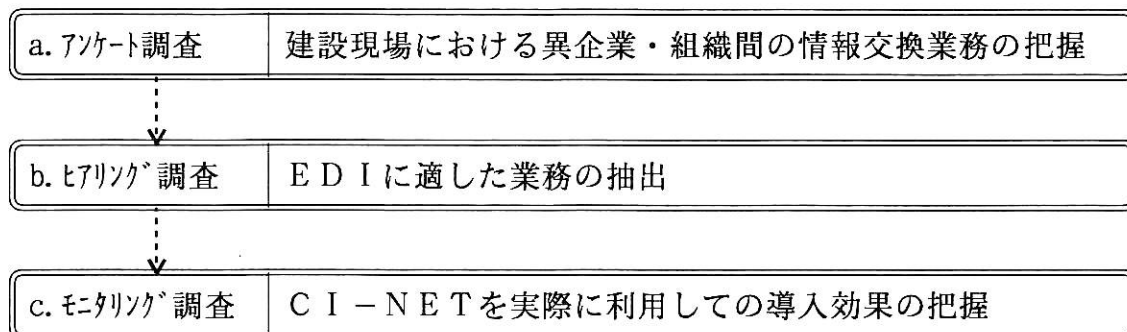 a. ｱﾝｹｰﾄ調査 建設現場における異企業・組織間の情報交換業務の把握
b. ﾋｱﾘﾝｸﾞ調査 ＥＤＩに適した業務の抽出
c. ﾓﾆﾀﾘﾝｸﾞ調査 ＣＩ－ＮＥＴを実際に利用しての導入効果の把握